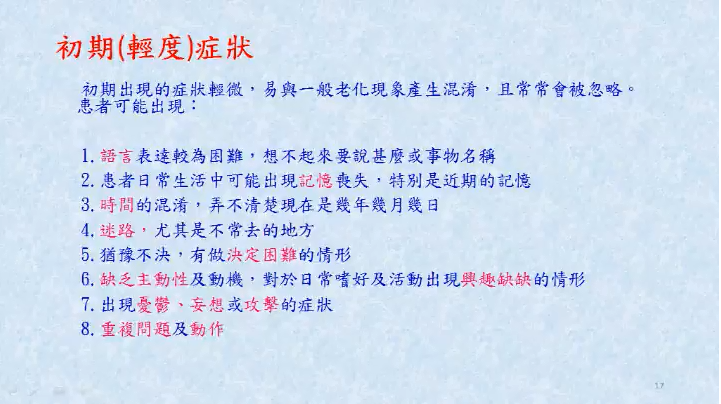 初期(輕度)症狀
初期出現的症狀輕微，易與一般老化現象產生混淆，且常常會被忽略。
患者可能出現：
1.語言表達較為困難，想不起來要說甚麼或事物名稱
2.患者日常生活中可能出現記憶喪失，特別是近期的記憶
3.時間的混淆，弄不清楚現在是幾年幾月幾日
4.迷路，尤其是不常去的地方
5.猶豫不決，有做決定困難的情形
6.缺乏主動性及動機，對於日常嗜好及活動出現興趣缺缺的情形
7.出現憂鬱、妄想或攻擊的症狀
8.重複問題及動作
17